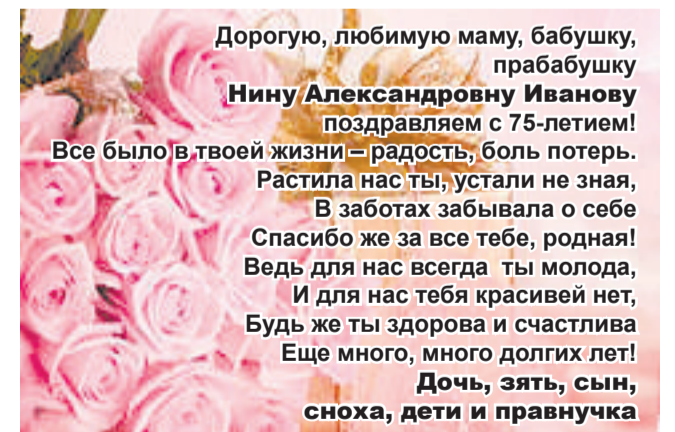 Дорогую, любимую маму, бабушку,
прабабушку
Нину Александровну Иванову
поздравляем с 75-летием!
Все было в твоей жизни – радость, боль потерь.
Растила нас ты, устали не зная,
В заботах забывала о себе
Спасибо же за все тебе, родная!
Ведь для нас всегда ты молода,
И для нас тебя красивей нет,
Будь же ты здорова и счастлива
Еще много, много долгих лет!
Дочь, зять, сын,
сноха, дети и правнучка